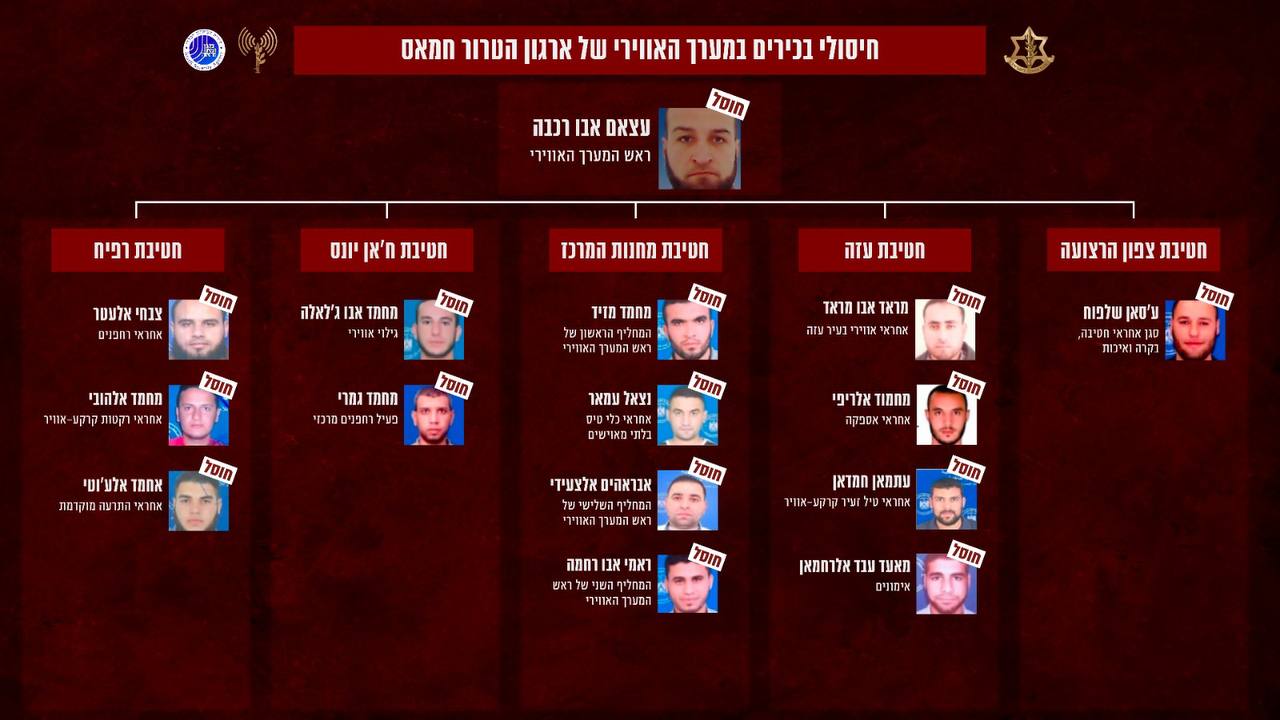 חיסולי בכירים במערך האווירי של ארגון הטרור חמאס
חוסל
עצאם אבו רכבה
ראש המערך האווירי
חטיבת צפון הרצועה
חוסל
ע'סאן שלפוח
סגן אחראי חטיבה,
בקרה ואיכות
חטיבת עזה
חוסל
מראד אבו מראד
אחראי אווירי בעיר עזה
חוסל
מחמוד אלריפי
אחראי אספקה
חוסל
עתמאן חמדאן
אחראי טיל זעיר קרקע-אוויר
חוסל
מאעד עבד אלרחמאן
אימונים
חטיבת מחנות המרכז
חוסל
מחמד מזיד
המחליף הראשון של
ראש המערך האווירי
חוסל
נצאל עמאר
אחראי כלי טיס
בלתי מאוישים
חוסל
אבראהים אלצעידי
המחליף השלישי של
ראש המערך האווירי
חוסל
ראמי אבו רחמה
המחליף השני של ראש
המערך האווירי
חטיבת ח'אן יונס
חוסל
מחמד אבו ג'לאלה
גילוי אווירי
חוסל
מחמד גמרי
פעיל רחפנים מרכזי
חטיבת רפיח
חוסל
צבחי אלעטר
אחראי רחפנים
חוסל
מחמד אלהובי
אחראי רקטות קרקע-אוויר
חוסל
אחמד אלע'וטי
אחראי התרעה מוקדמת